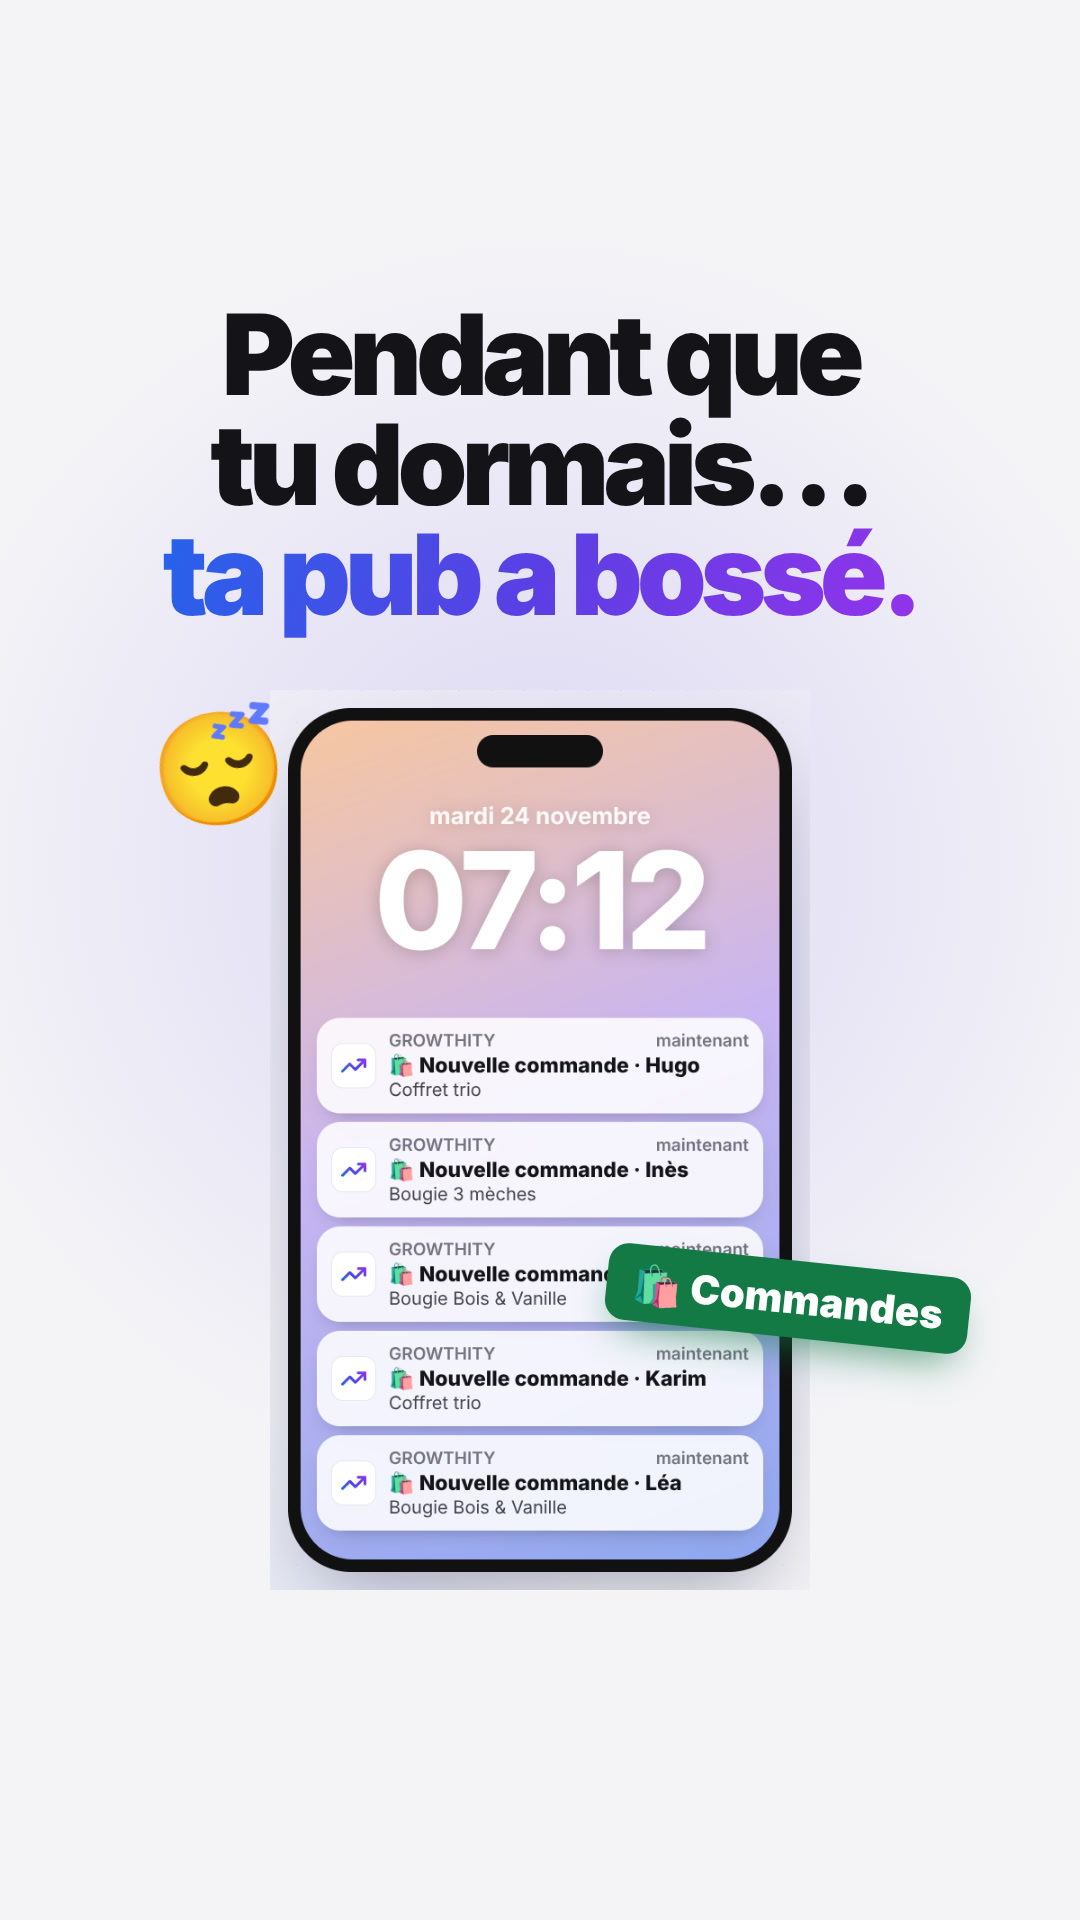 Pendant que
tu dormais...
ta pub a bossé.
mardi 24 novembre
07:12
GROWTHITY maintenant
🛍️ Nouvelle commande · Hugo
Coffret trio
GROWTHITY maintenant
🛍️ Nouvelle commande · Inès
Bougie 3 mèches
GROWTHITY maintenant
🛍️ Nouvelle
Bougie Bois & Vanille
🛍️ Commandes
GROWTHITY maintenant
🛍️ Nouvelle commande · Karim
Coffret trio
GROWTHITY maintenant
🛍️ Nouvelle commande · Léa
Bougie Bois & Vanille